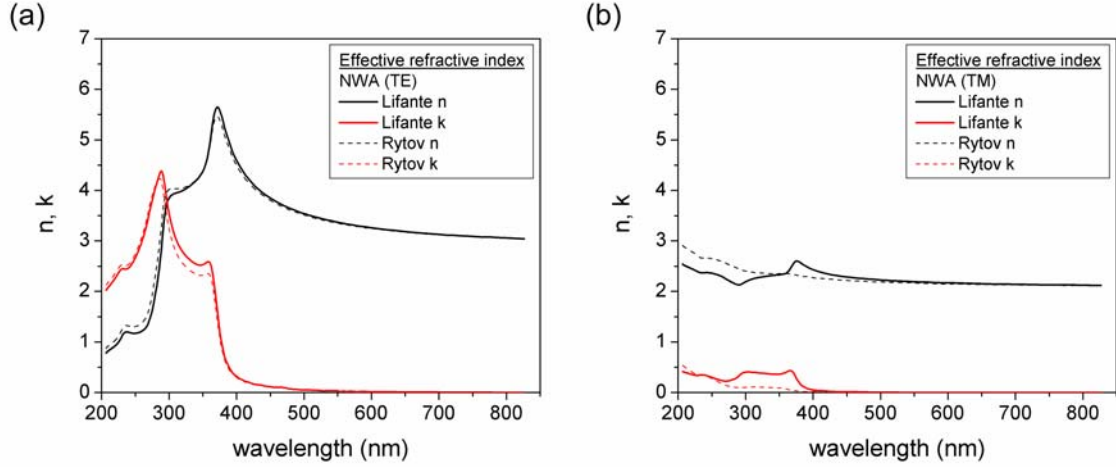 (a)
7
6
5
4
3
2
1
0
n, k
200 300 400 500 600 700 800
wavelength (nm)
Effective refractive index
NWA (TE)
Lifante n
Lifante k
Rytov n
Rytov k
(b)
7
6
5
4
3
2
1
0
n, k
200 300 400 500 600 700 800
wavelength (nm)
Effective refractive index
NWA (TM)
Lifante n
Lifante k
Rytov n
Rytov k